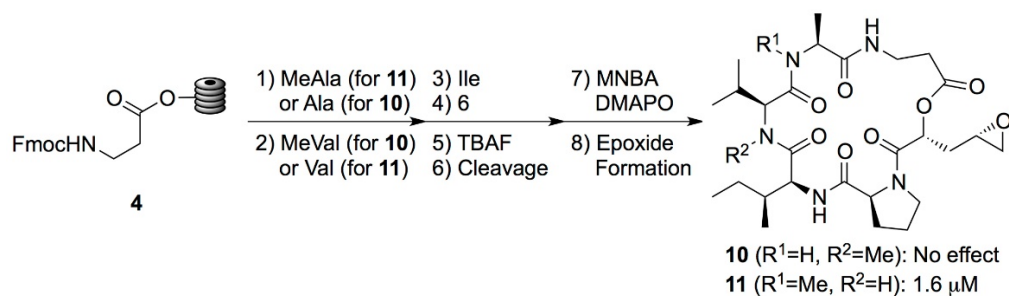 1) MeAla (for 11)
or Ala (for 10)
2) MeVal (for 10)
or Val (for 11)
3) Ile
4) 6
5) TBAF
6) Cleavage
7) MNBA
DMAPO
8) Epoxide
Formation
FmocHN
O
O
4
R¹
N
O
H
N
O
O
O
O
O
N
R²
O
O
N
H
N
10 (R¹=H, R²=Me): No effect
11 (R¹=Me, R²=H): 1.6 μM